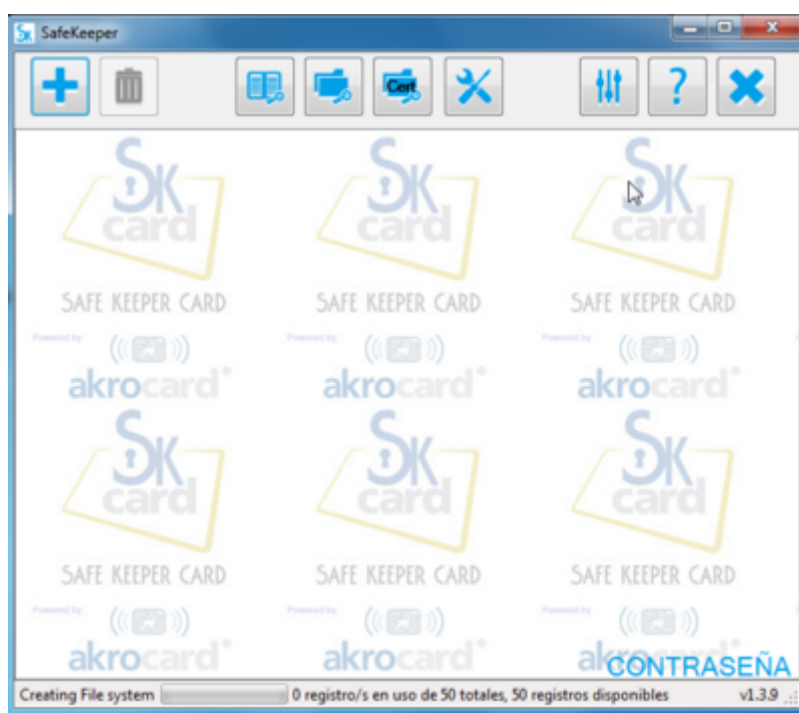 SafeKeeper
Cert
SK card
SK card
SK card
SAFE KEEPER CARD
SAFE KEEPER CARD
SAFE KEEPER CARD
Powered by
Powered by
Powered by
akrocard®
akrocard®
akrocard®
SK card
SK card
SK card
SAFE KEEPER CARD
SAFE KEEPER CARD
SAFE KEEPER CARD
Powered by
Powered by
Powered by
akrocard®
akrocard®
akrocard
CONTRASEÑA
Creating File system
0 registro/s en uso de 50 totales, 50 registros disponibles
v1.3.9